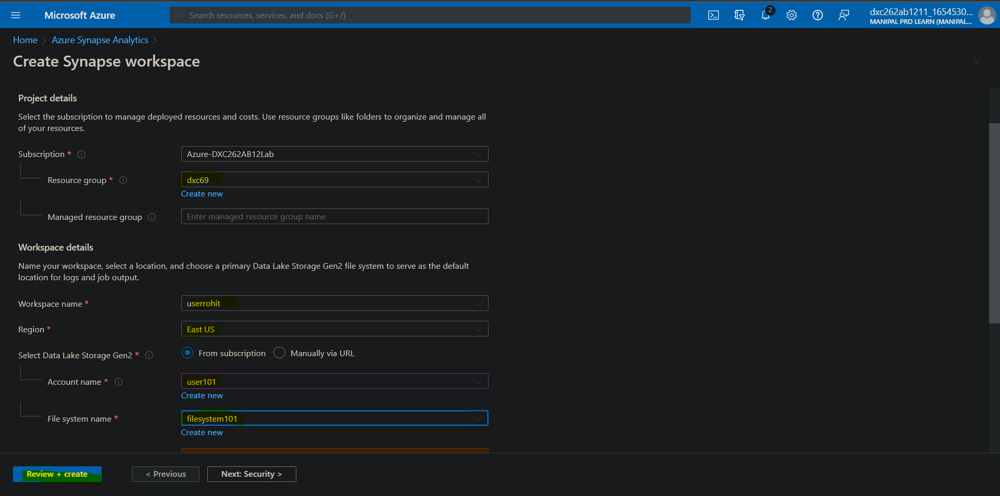 Microsoft Azure
Search resources, services, and docs (G+/)
2
dxc262ab1211_1654530...
MANIPAL PRO LEARN (MANIPAL...
Home > Azure Synapse Analytics >
Create Synapse workspace ...
Project details
Select the subscription to manage deployed resources and costs. Use resource groups like folders to organize and manage all
of your resources.
Subscription *
Azure-DXC262AB12Lab
Resource group *
dxc69
Create new
Managed resource group
Enter managed resource group name
Workspace details
Name your workspace, select a location, and choose a primary Data Lake Storage Gen2 file system to serve as the default
location for logs and job output.
Workspace name *
userrohit
Region *
East US
Select Data Lake Storage Gen2 *
From subscription
Manually via URL
Account name *
user101
Create new
File system name *
filesystem101
Create new
Review + create
< Previous
Next: Security >